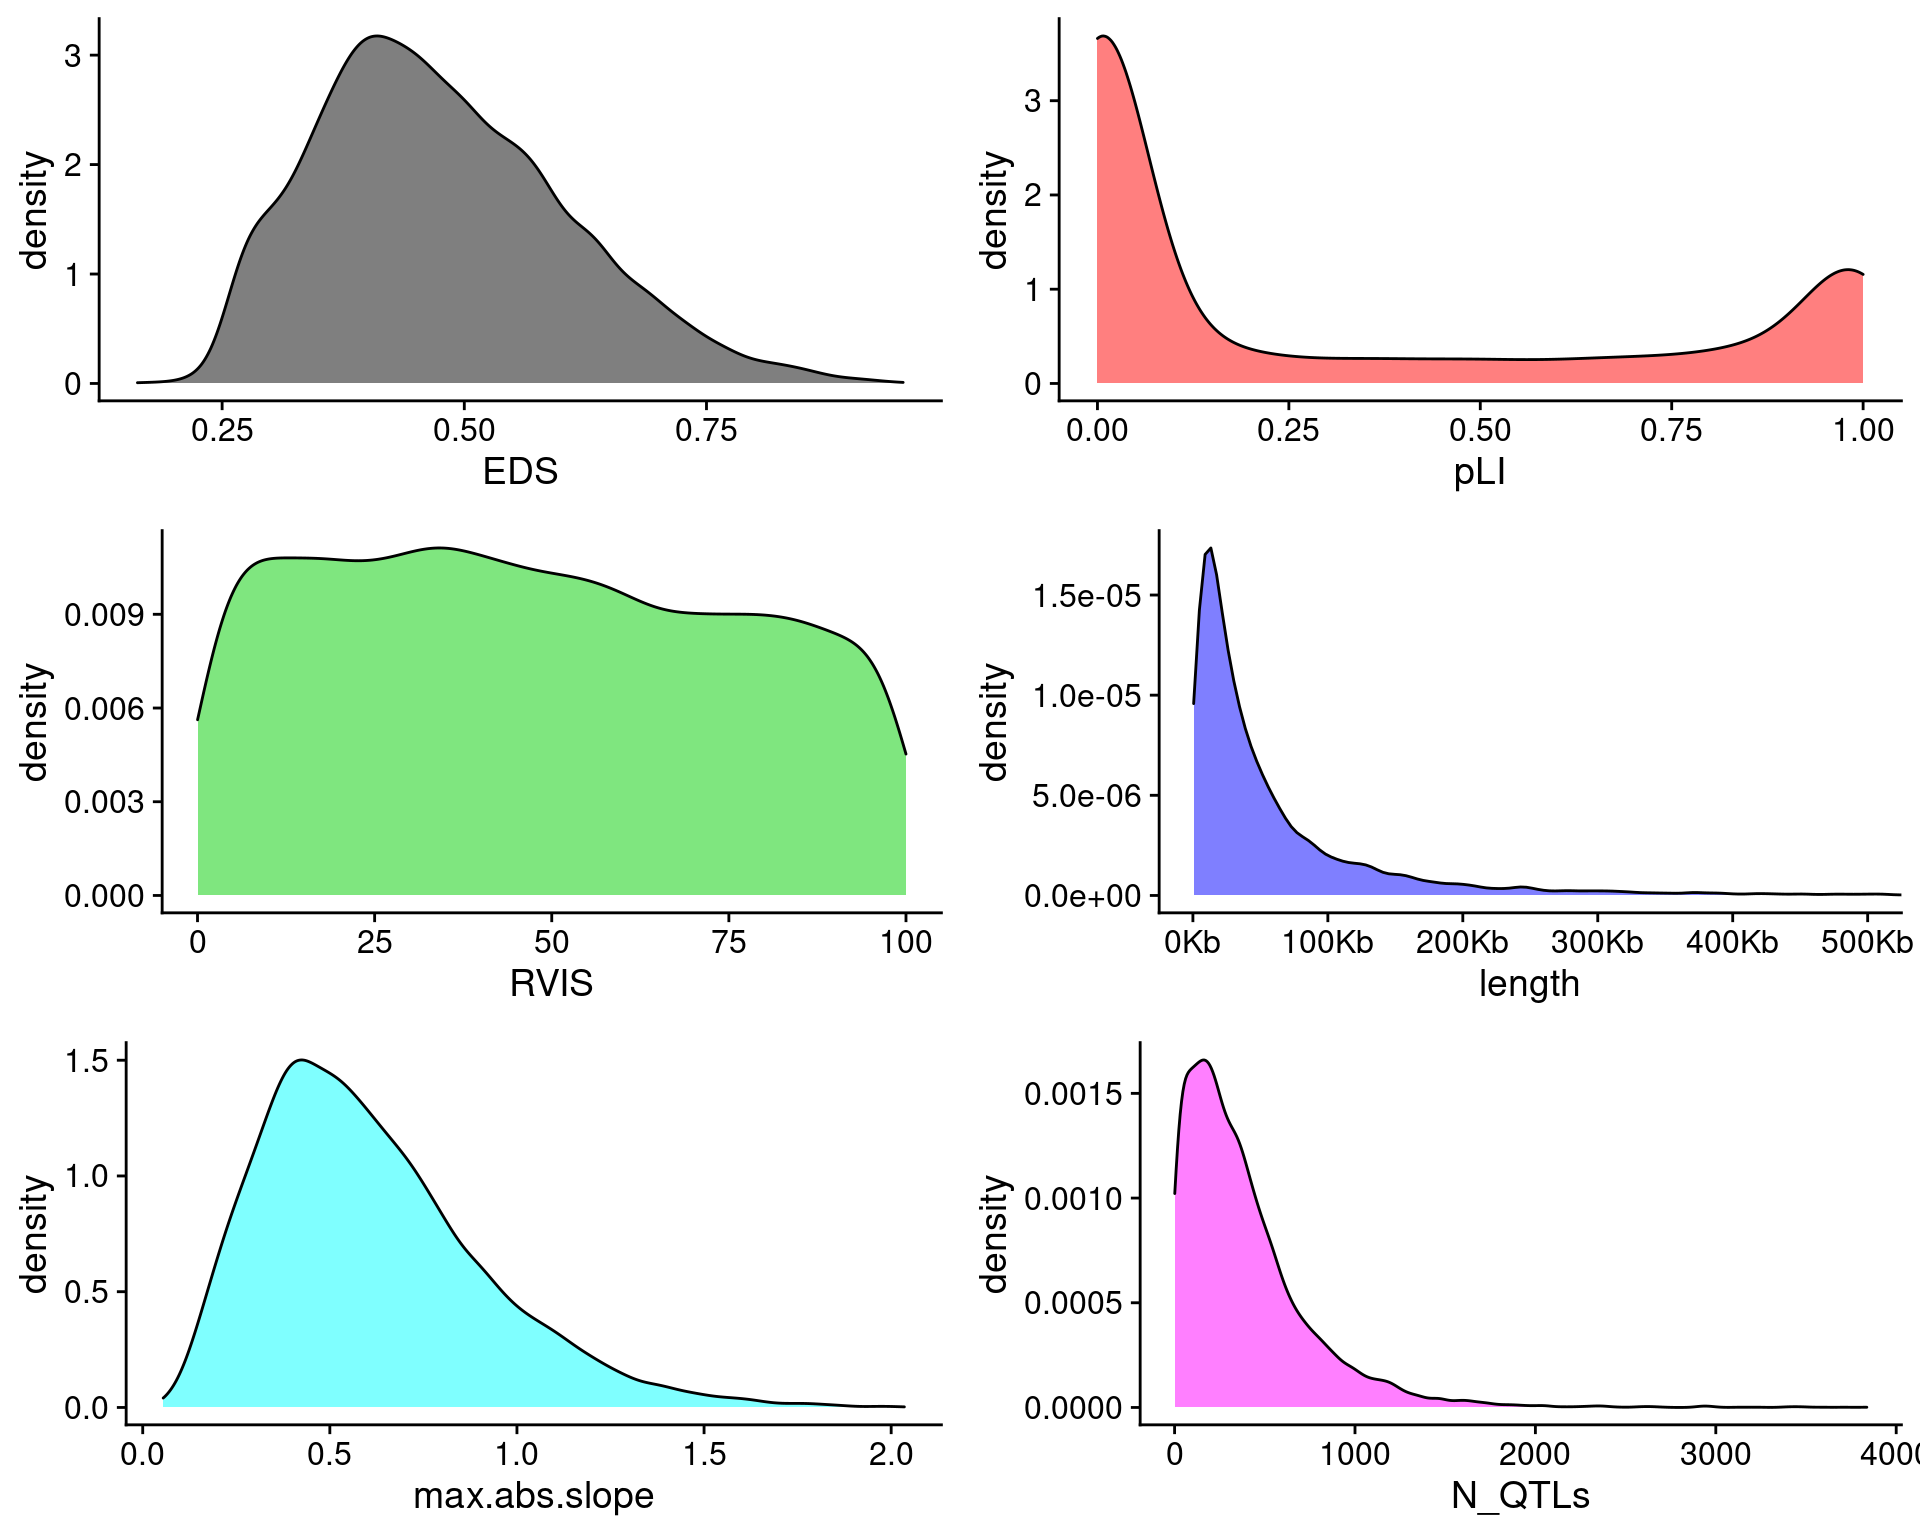 density
3
2
1
0
0.25 0.50 0.75
EDS
density
3
2
1
0
0.00 0.25 0.50 0.75 1.00
pLI
density
0.009
0.006
0.003
0.000
0 25 50 75 100
RVIS
density
1.5e-05
1.0e-05
5.0e-06
0.0e+00
0Kb 100Kb 200Kb 300Kb 400Kb 500Kb
length
density
1.5
1.0
0.5
0.0
0.0 0.5 1.0 1.5 2.0
max.abs.slope
density
0.0015
0.0010
0.0005
0.0000
0 1000 2000 3000 4000
N_QTLs